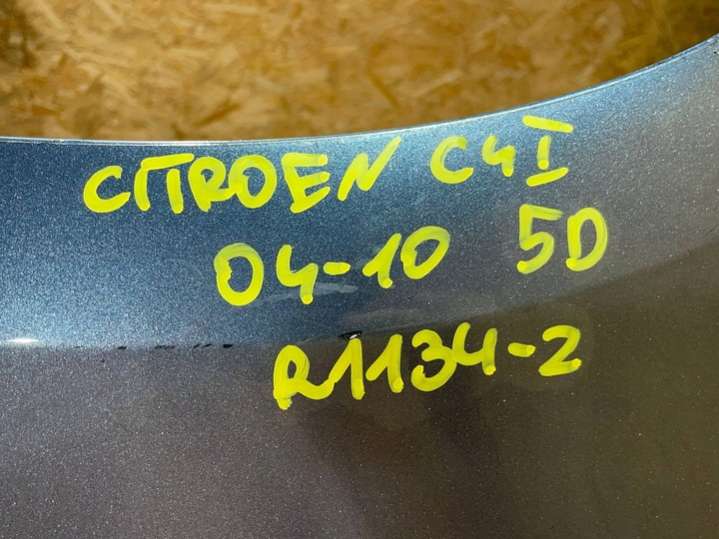 CITROEN C4 I
04-10 5D
R1134-2